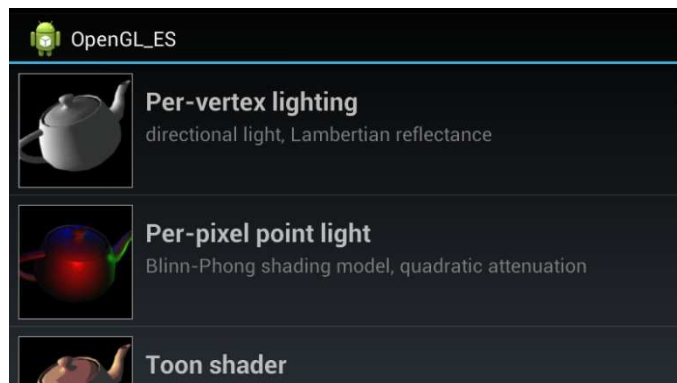 OpenGL_ES
Per-vertex lighting
directional light, Lambertian reflectance
Per-pixel point light
Blinn-Phong shading model, quadratic attenuation
Toon shader